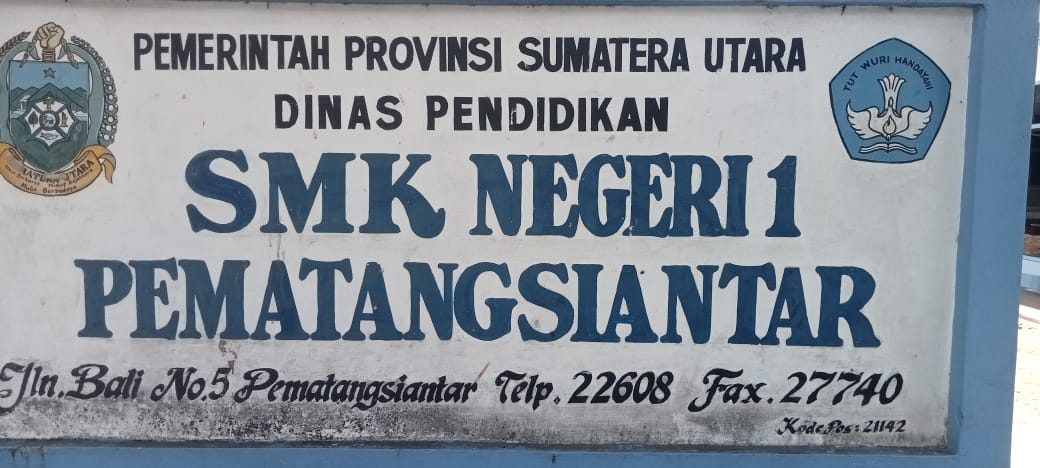 PEMERINTAH PROVINSI SUMATERA UTARA
DINAS PENDIDIKAN
SMK NEGERI 1
PEMATANGSIANTAR
Jln. Bali No.5 Pematangsiantar Telp. 22608 Fax. 27740
Kode Pos: 21142
TUT WURI HANDAYANI
UTARA